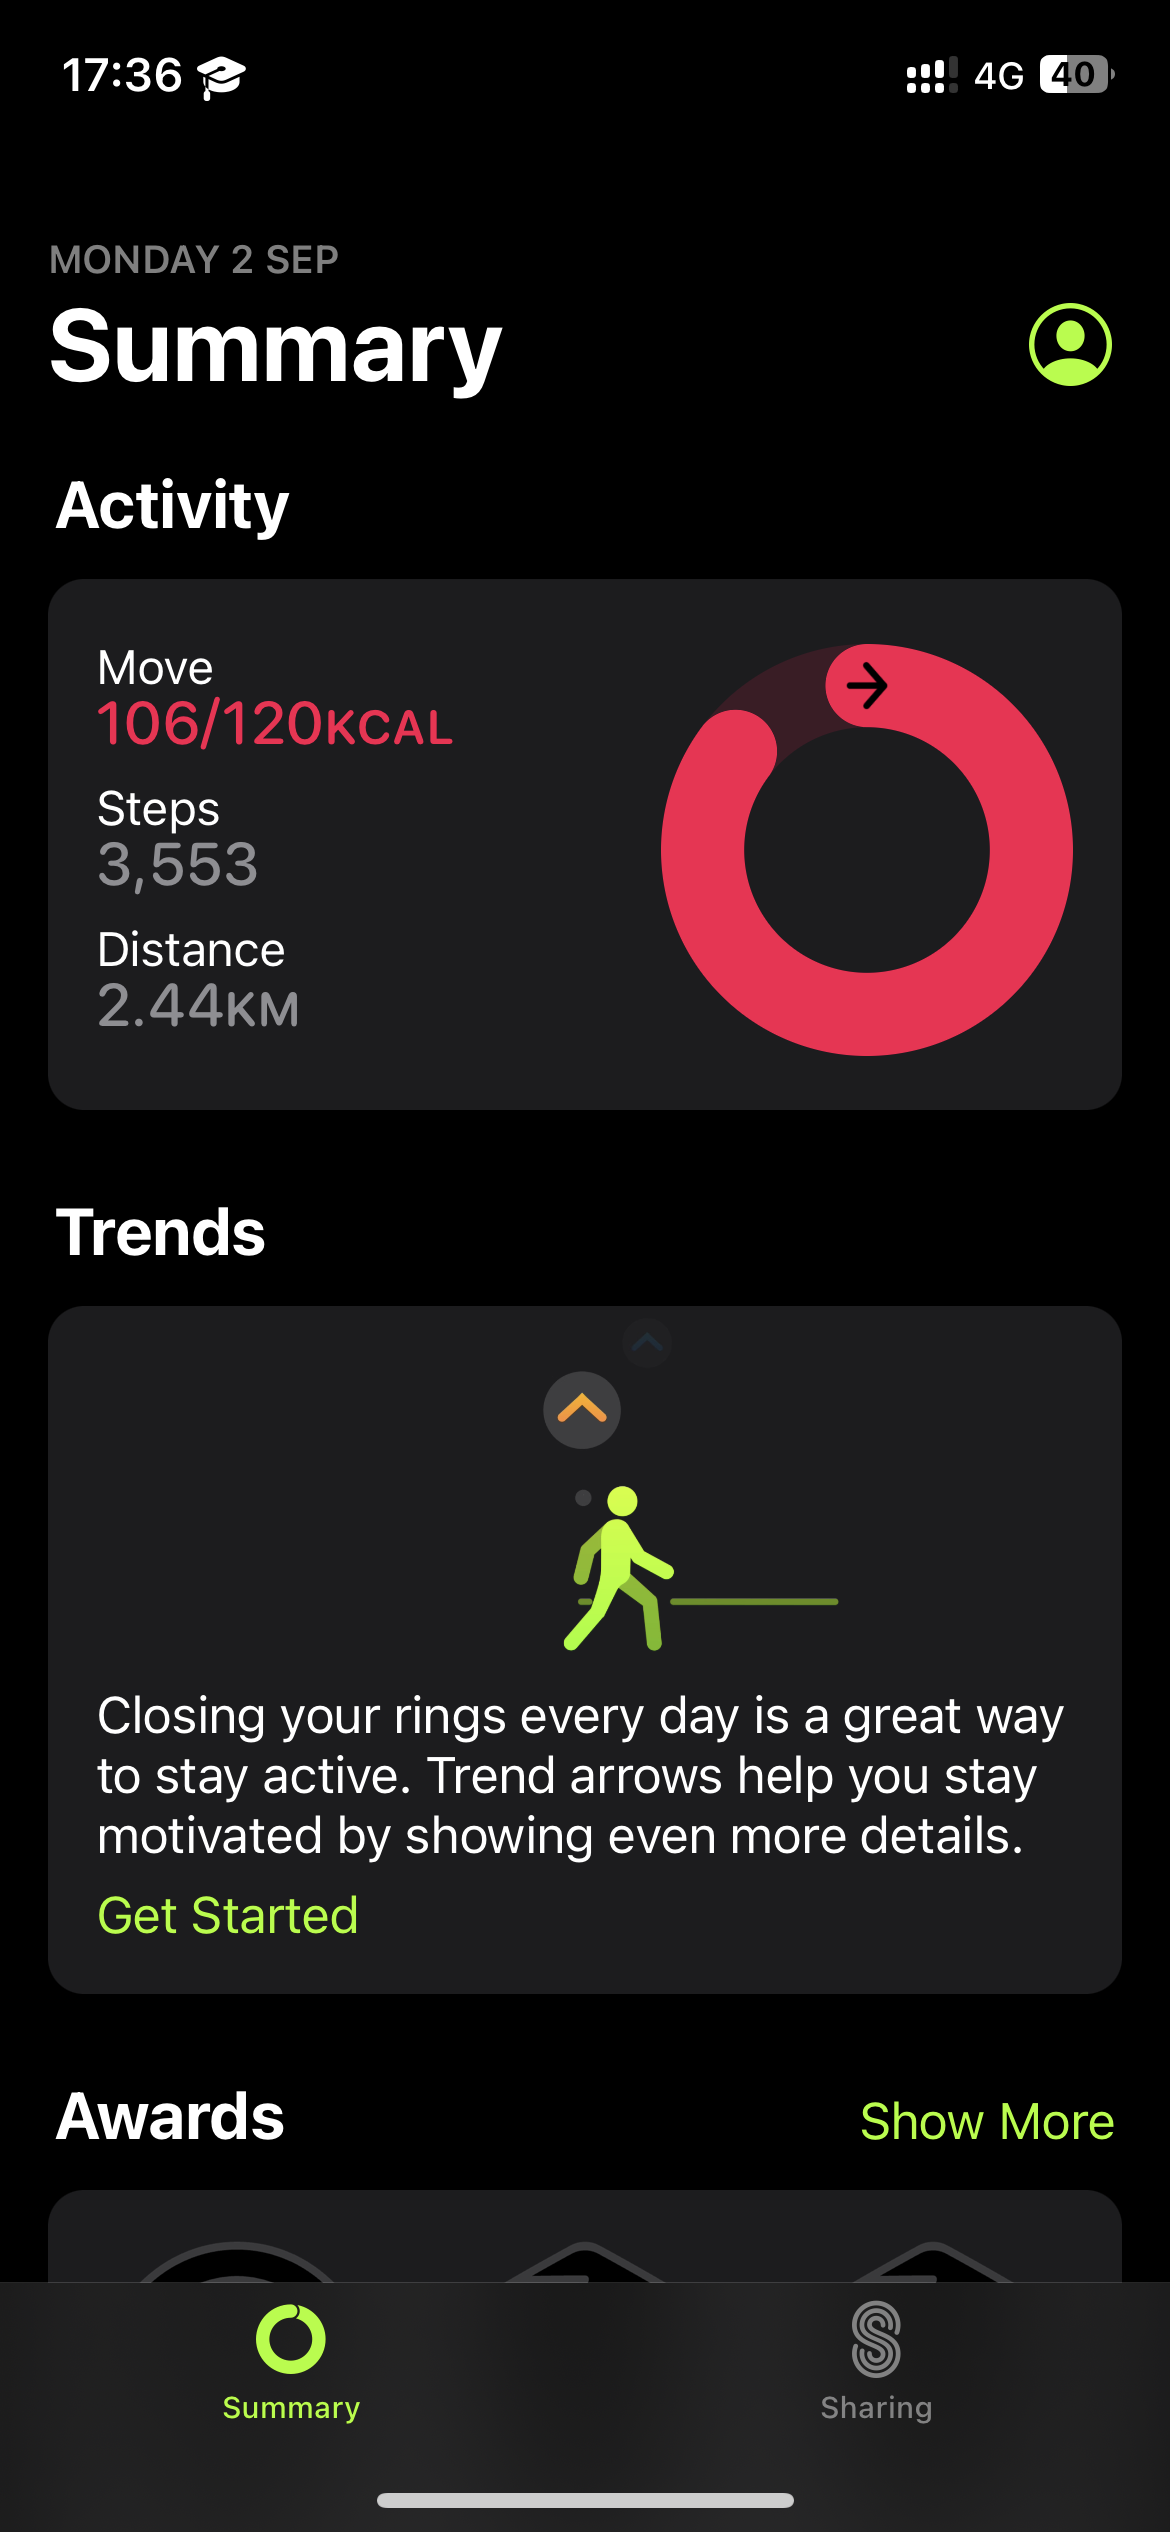 17:36 4G 40
MONDAY 2 SEP
Summary
Activity
Move
106/120KCAL
Steps
3,553
Distance
2.44KM
Trends
Closing your rings every day is a great way
to stay active. Trend arrows help you stay
motivated by showing even more details.
Get Started
Awards Show More
Summary Sharing